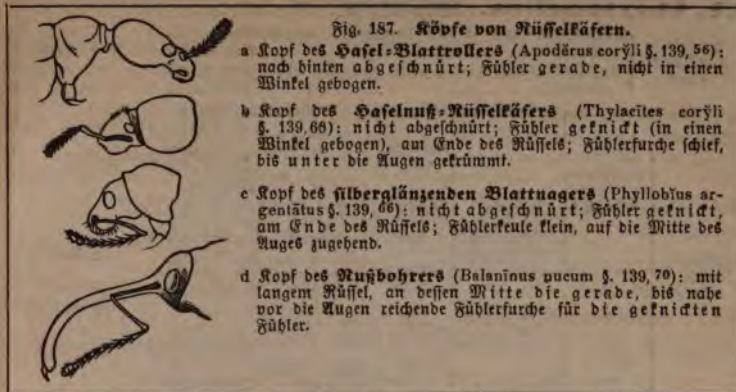 Fig. 187. Köpfe von Rüsselkäfern.
a Kopf des Hasel-Blattrollers (Apodērus corўli §. 139, 56):
nach hinten abgeschnürt; Fühler gerade, nicht in einen
Winkel gebogen.
b Kopf des Haselnuß-Rüsselkäfers (Thylacītes corўli
§. 139, 66): nicht abgeschnürt; Fühler geknickt (in einen
Winkel gebogen), am Ende des Rüssels; Fühlerfurche schief,
bis unter die Augen gekrümmt.
c Kopf des silberglänzenden Blattnagers (Phyllobĭus ar-
gentātus §. 139, 66): nicht abgeschnürt; Fühler geknickt,
am Ende des Rüssels; Fühlerkeule klein, auf die Mitte des
Auges zugehend.
d Kopf des Nußbohrers (Balanīnus nucum §. 139, 70): mit
langem Rüssel, an dessen Mitte die gerade, bis nahe
vor die Augen reichende Fühlerfurche für die geknickten
Fühler.